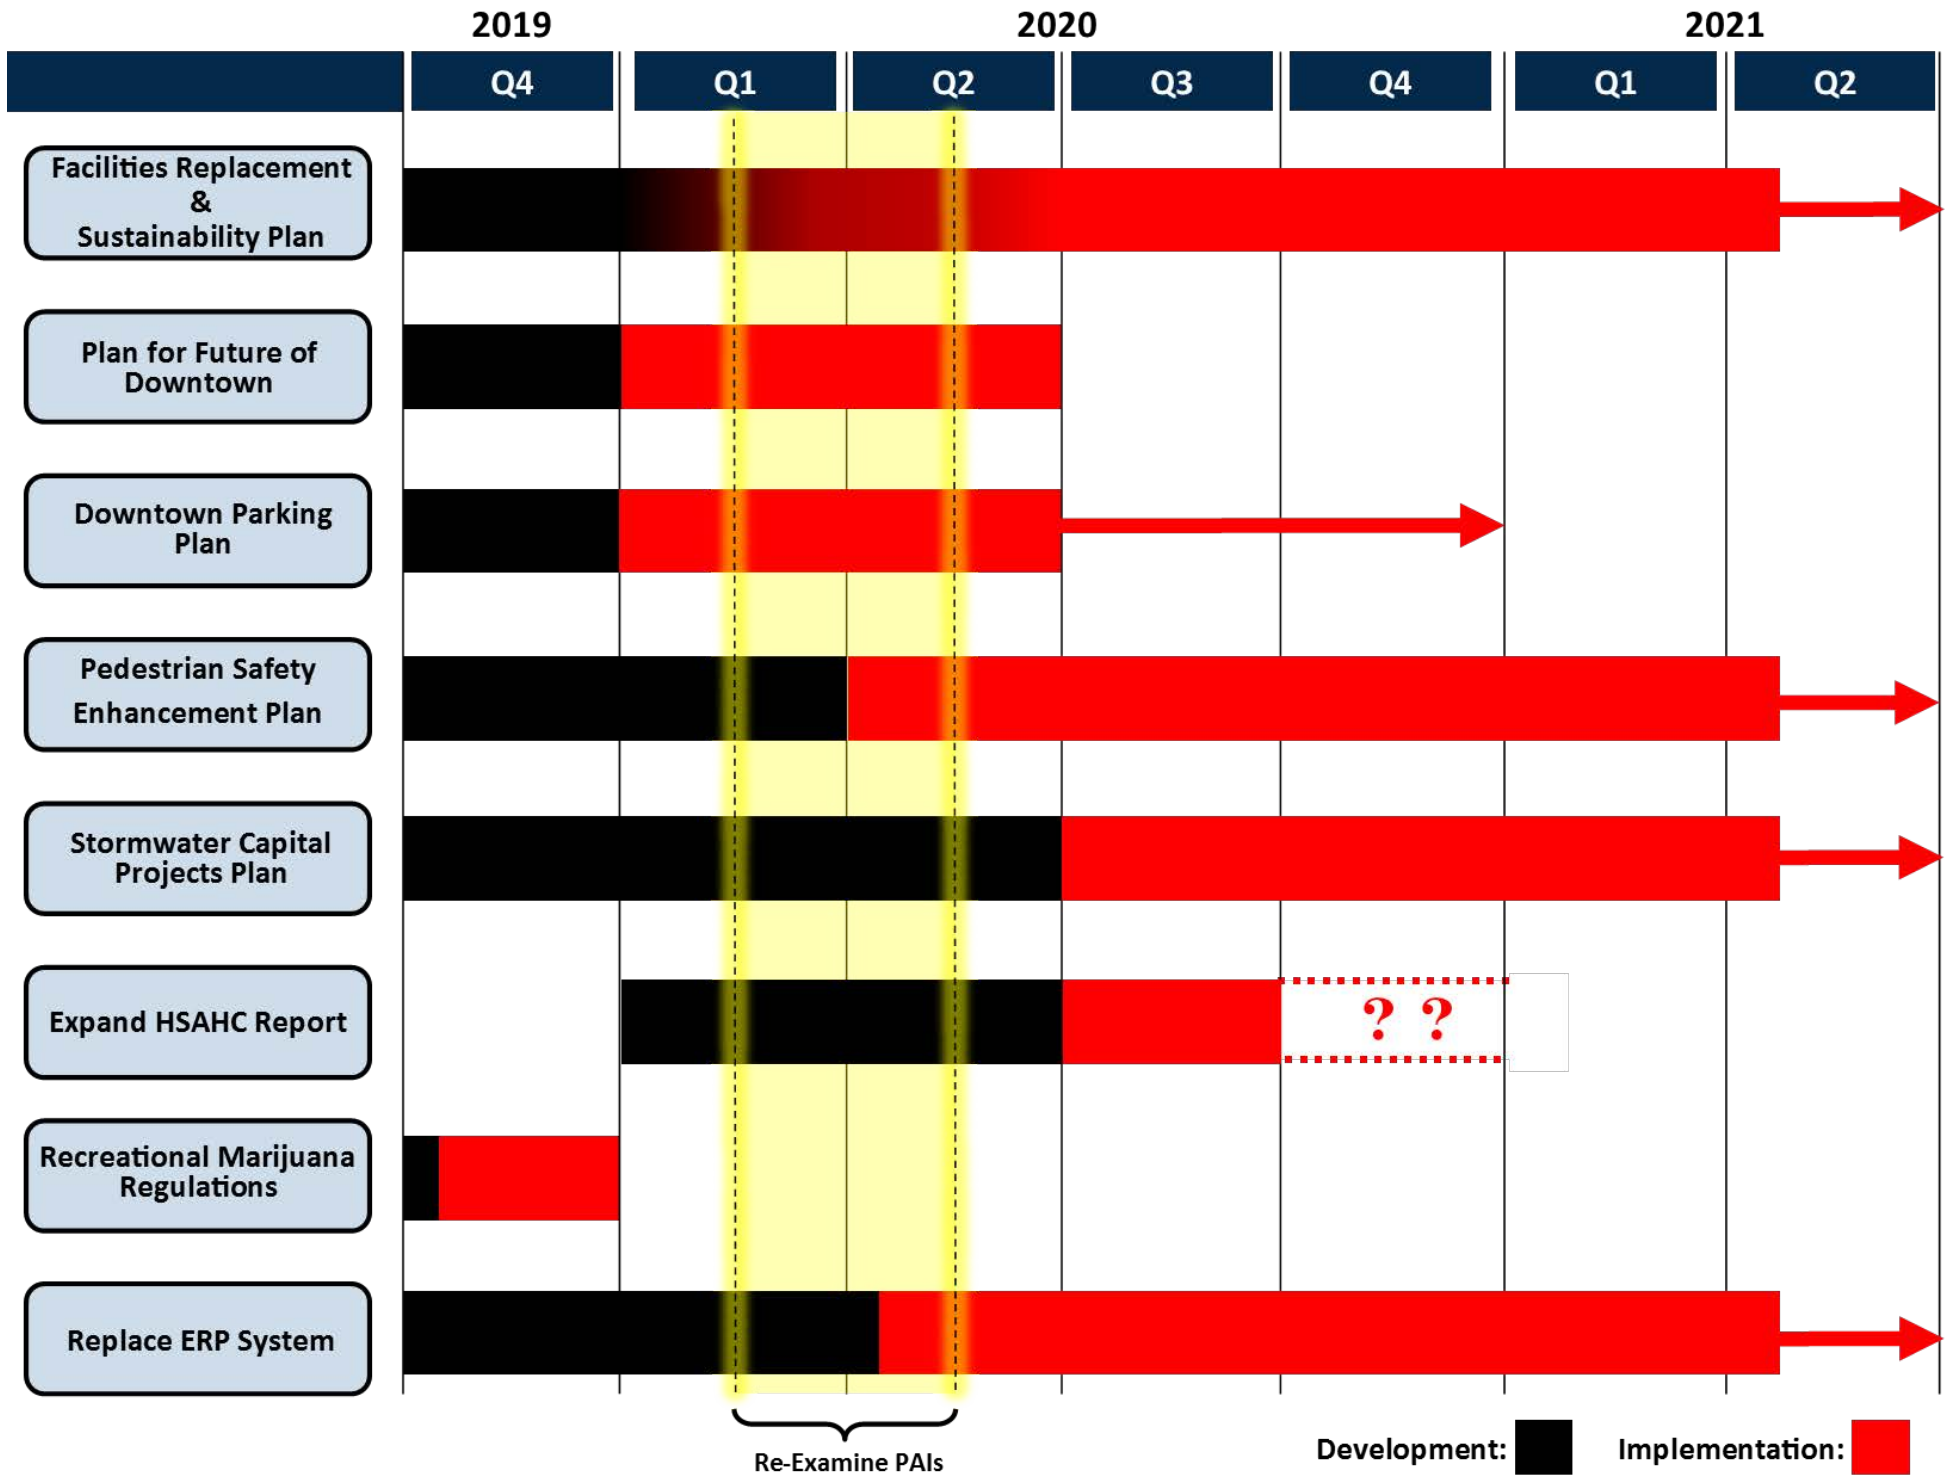 2019 2020 2021
Q4 Q1 Q2 Q3 Q4 Q1 Q2
Facilities Replacement
&
Sustainability Plan
Plan for Future of
Downtown
Downtown Parking
Plan
Pedestrian Safety
Enhancement Plan
Stormwater Capital
Projects Plan
Expand HSAHC Report
? ?
Recreational Marijuana
Regulations
Replace ERP System
Re-Examine PAIs
Development: Implementation: